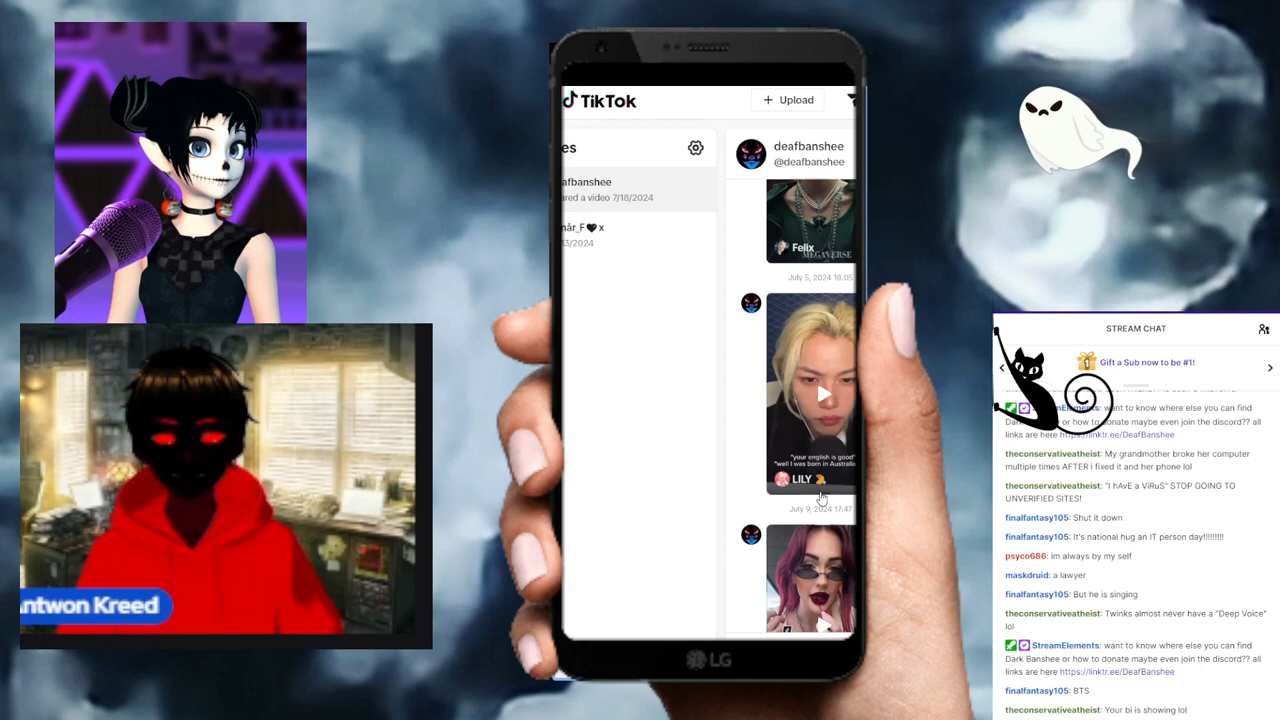 TikTok
+ Upload
es
afbanshee
ared a video 7/18/2024
når_F🖤x
13/2024
deafbanshee
@deafbanshee
Felix
MEGAVERSE
July 5, 2024 18:05
"your english is good"
"well I was born in Australia
LILY
July 9, 2024 17:47
LG
ntwon Kreed
STREAM CHAT
Gift a Sub now to be #1!
want to know where else you can find
Dark Banshee or how to donate maybe even join the discord?? all
links are here https://linktr.ee/DeafBanshee
theconservativeatheist: My grandmother broke her computer
multiple times AFTER i fixed it and her phone lol
theconservativeatheist: "I hAvE a ViRuS" STOP GOING TO
UNVERIFIED SITES!
finalfantasy105: Shut it down
finalfantasy105: It's national hug an IT person day!!!!!!!!!
psyco686: im always by my self
maskdruid: a lawyer
finalfantasy105: But he is singing
theconservativeatheist: Twinks almost never have a "Deep Voice"
lol
StreamElements: want to know where else you can find
Dark Banshee or how to donate maybe even join the discord?? all
links are here https://linktr.ee/DeafBanshee
finalfantasy105: BTS
theconservativeatheist: Your bi is showing lol